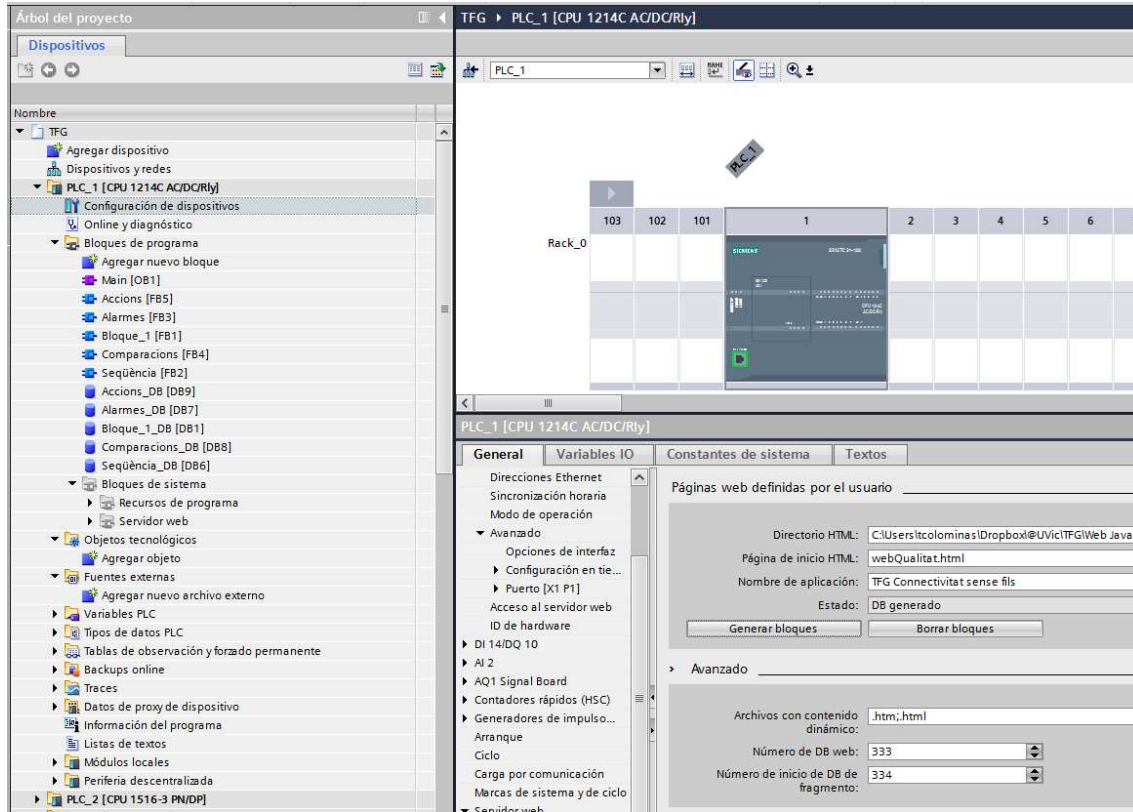 Árbol del proyecto
Dispositivos
Nombre
TFG
Agregar dispositivo
Dispositivos y redes
PLC_1 [CPU 1214C AC/DC/Rly]
Configuración de dispositivos
Online y diagnóstico
Bloques de programa
Agregar nuevo bloque
Main [OB1]
Accions [FB5]
Alarmes [FB3]
Bloque_1 [FB1]
Comparacions [FB4]
Seqüència [FB2]
Accions_DB [DB9]
Alarmes_DB [DB7]
Bloque_1_DB [DB1]
Comparacions_DB [DB8]
Seqüència_DB [DB6]
Bloques de sistema
Recursos de programa
Servidor web
Objetos tecnológicos
Agregar objeto
Fuentes externas
Agregar nuevo archivo externo
Variables PLC
Tipos de datos PLC
Tablas de observación y forzado permanente
Backups online
Traces
Datos de proxy de dispositivo
Información del programa
Listas de textos
Módulos locales
Periferia descentralizada
PLC_2 [CPU 1516-3 PN/DP]
TFG PLC_1 [CPU 1214C AC/DC/Rly]
PLC_1
PLC_1
103 102 101 1 2 3 4 5 6
Rack_0
SIEMENS
PLC_1 [CPU 1214C AC/DC/Rly]
General Variables IO Constantes de sistema Textos
Direcciones Ethernet
Sincronización horaria
Modo de operación
Avanzado
Opciones de interfaz
Configuración en tie...
Puerto [X1 P1]
Acceso al servidor web
ID de hardware
DI 14/DQ 10
AI 2
AQ1 Signal Board
Contadores rápidos (HSC)
Generadores de impulso...
Arranque
Ciclo
Carga por comunicación
Marcas de sistema y de ciclo
Servidor web
Páginas web definidas por el usuario
Directorio HTML: C:\Users\tcolominas\Dropbox\@UVic\TFG\Web Java
Página de inicio HTML: webQualitat.html
Nombre de aplicación: TFG Connectivitat sense fils
Estado: DB generado
Generar bloques Borrar bloques
Avanzado
Archivos con contenido dinámico: .htm;.html
Número de DB web: 333
Número de inicio de DB de fragmento: 334